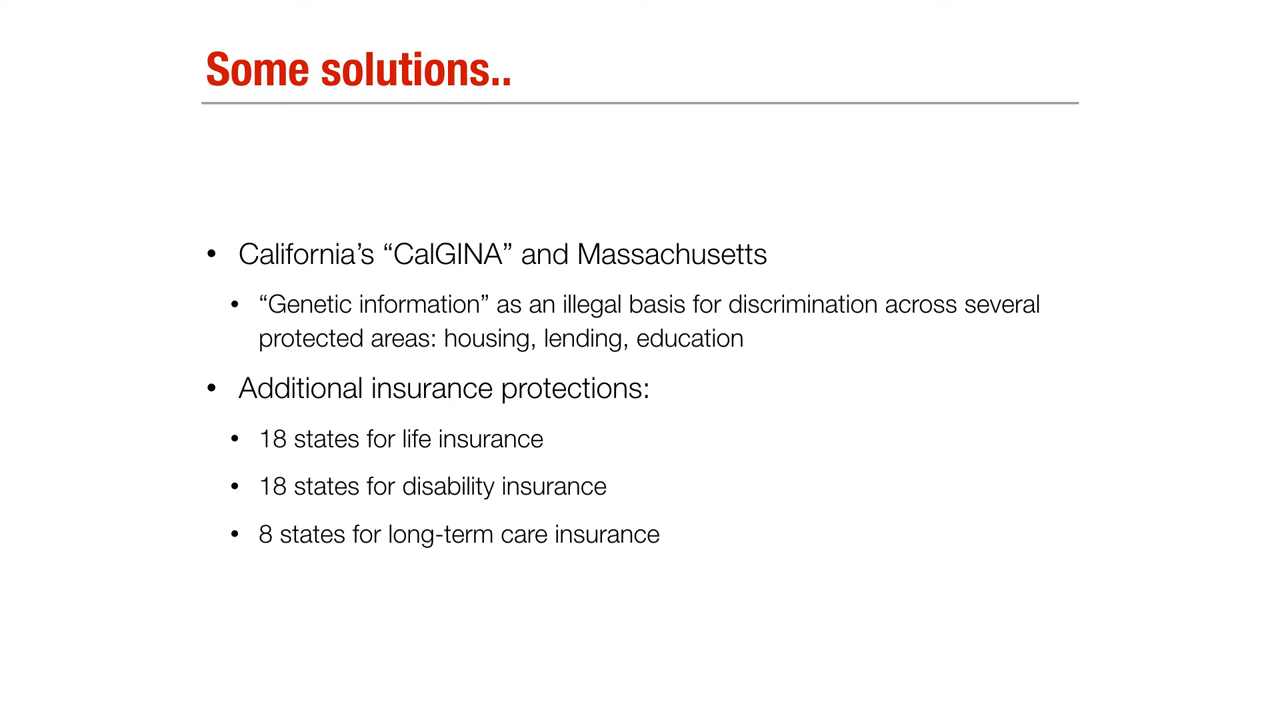 Some solutions..
• California’s “CalGINA” and Massachusetts
• “Genetic information” as an illegal basis for discrimination across several
protected areas: housing, lending, education
• Additional insurance protections:
• 18 states for life insurance
• 18 states for disability insurance
• 8 states for long-term care insurance